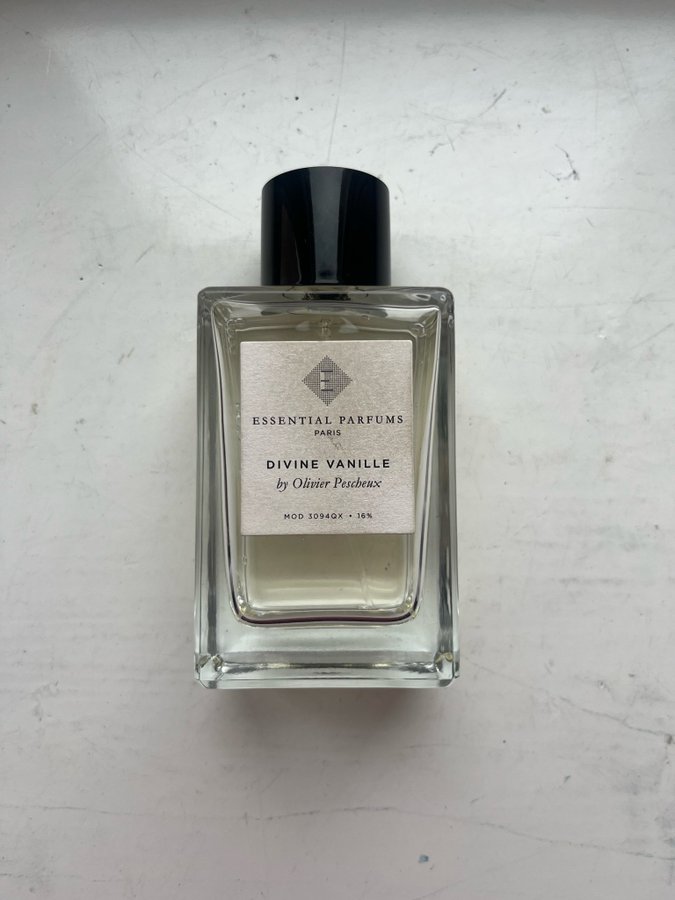 E
ESSENTIAL PARFUMS
PARIS
DIVINE VANILLE
by Olivier Pescheux
MOD 3094QX • 16%